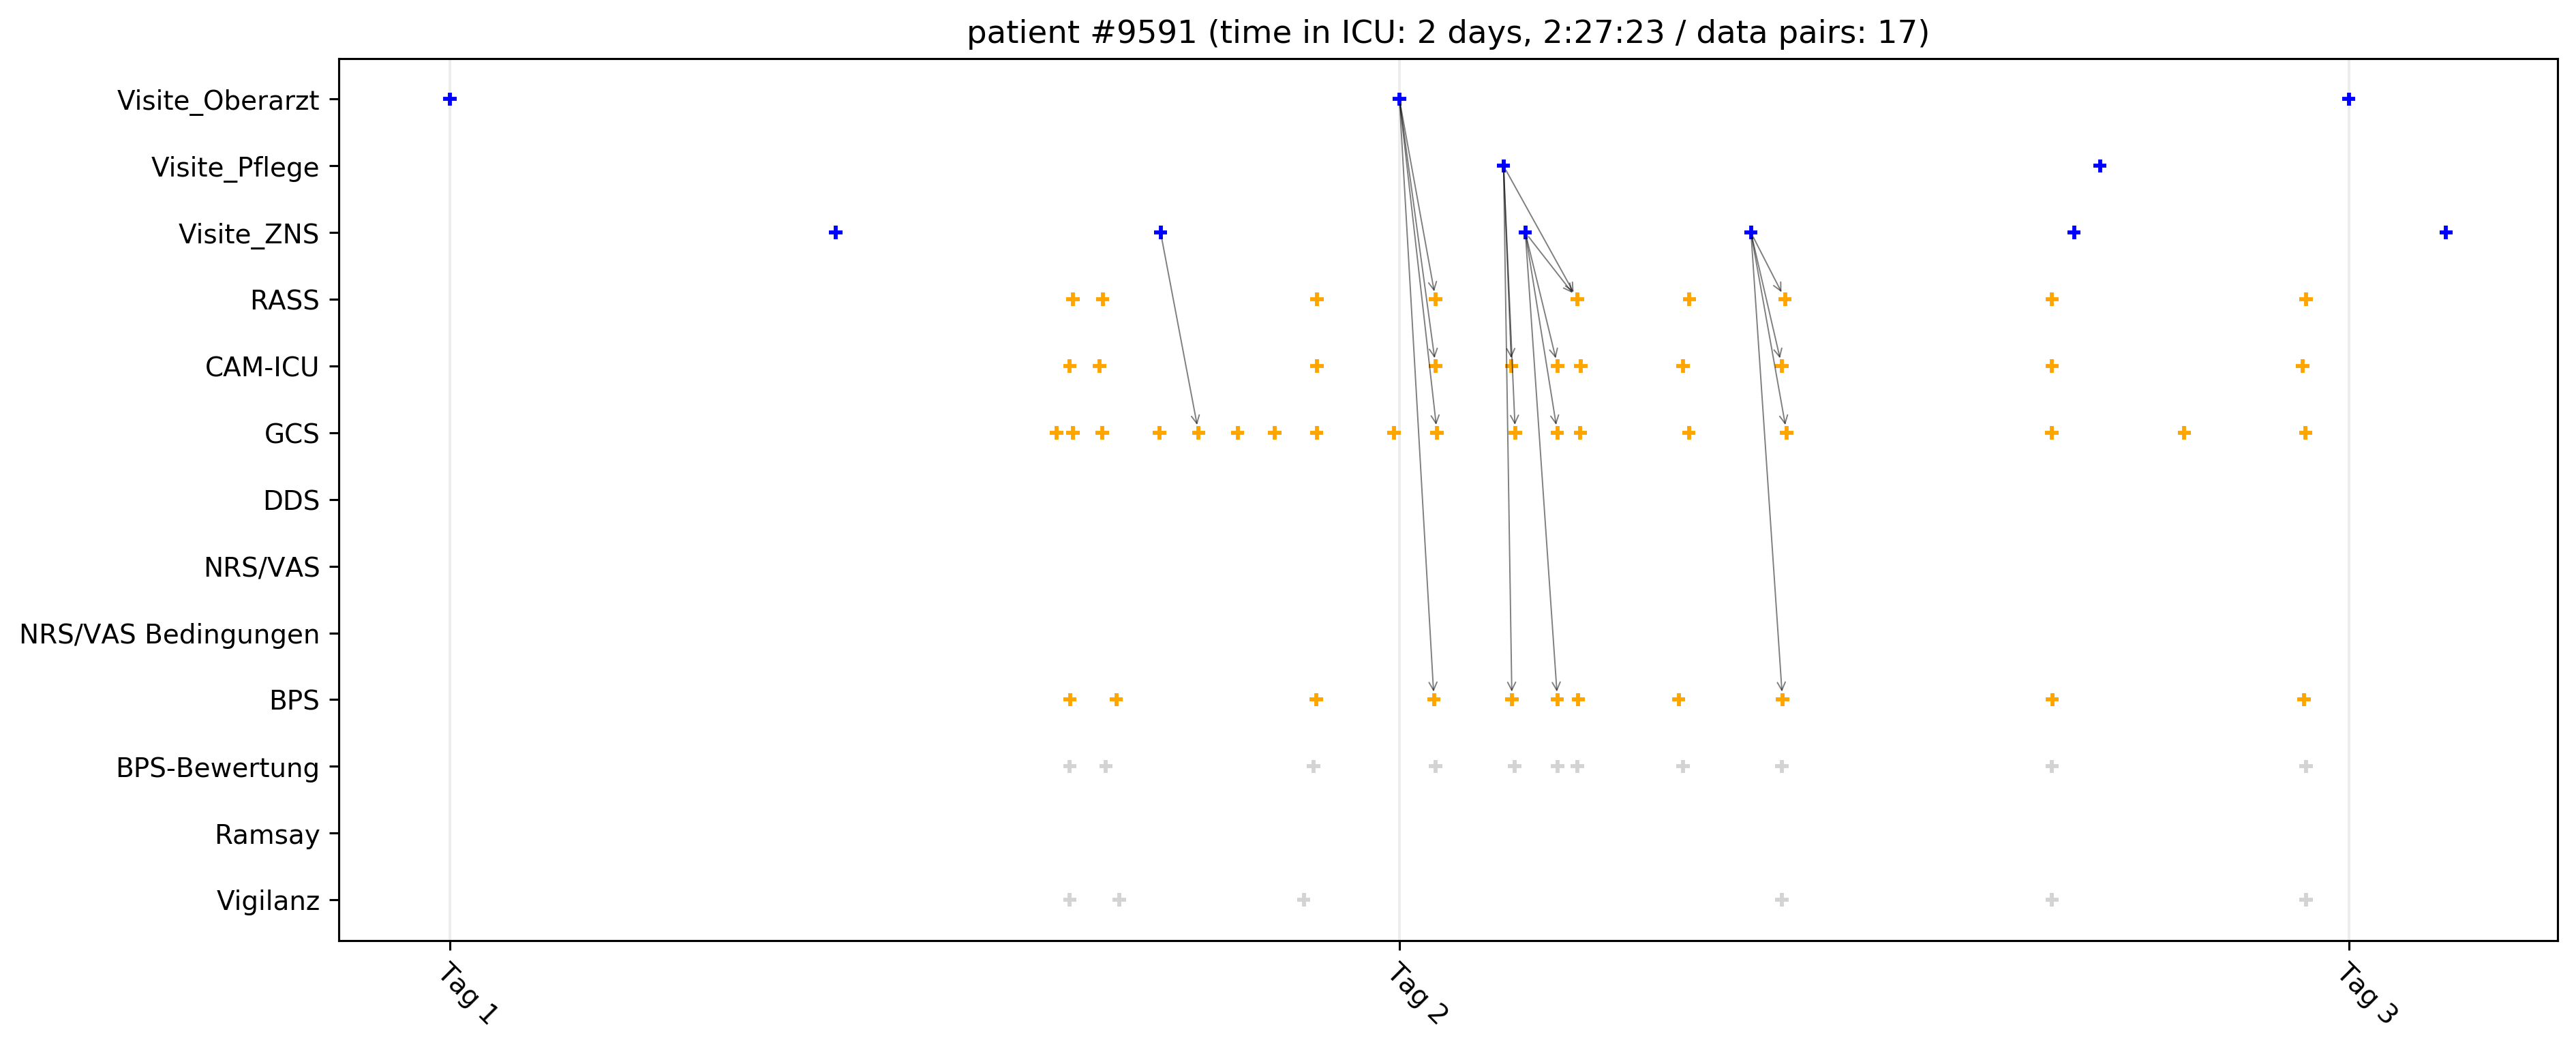 patient #9591 (time in ICU: 2 days, 2:27:23 / data pairs: 17)
Visite_Oberarzt
Visite_Pflege
Visite_ZNS
RASS
CAM-ICU
GCS
DDS
NRS/VAS
NRS/VAS Bedingungen
BPS
BPS-Bewertung
Ramsay
Vigilanz
Tag 1
Tag 2
Tag 3